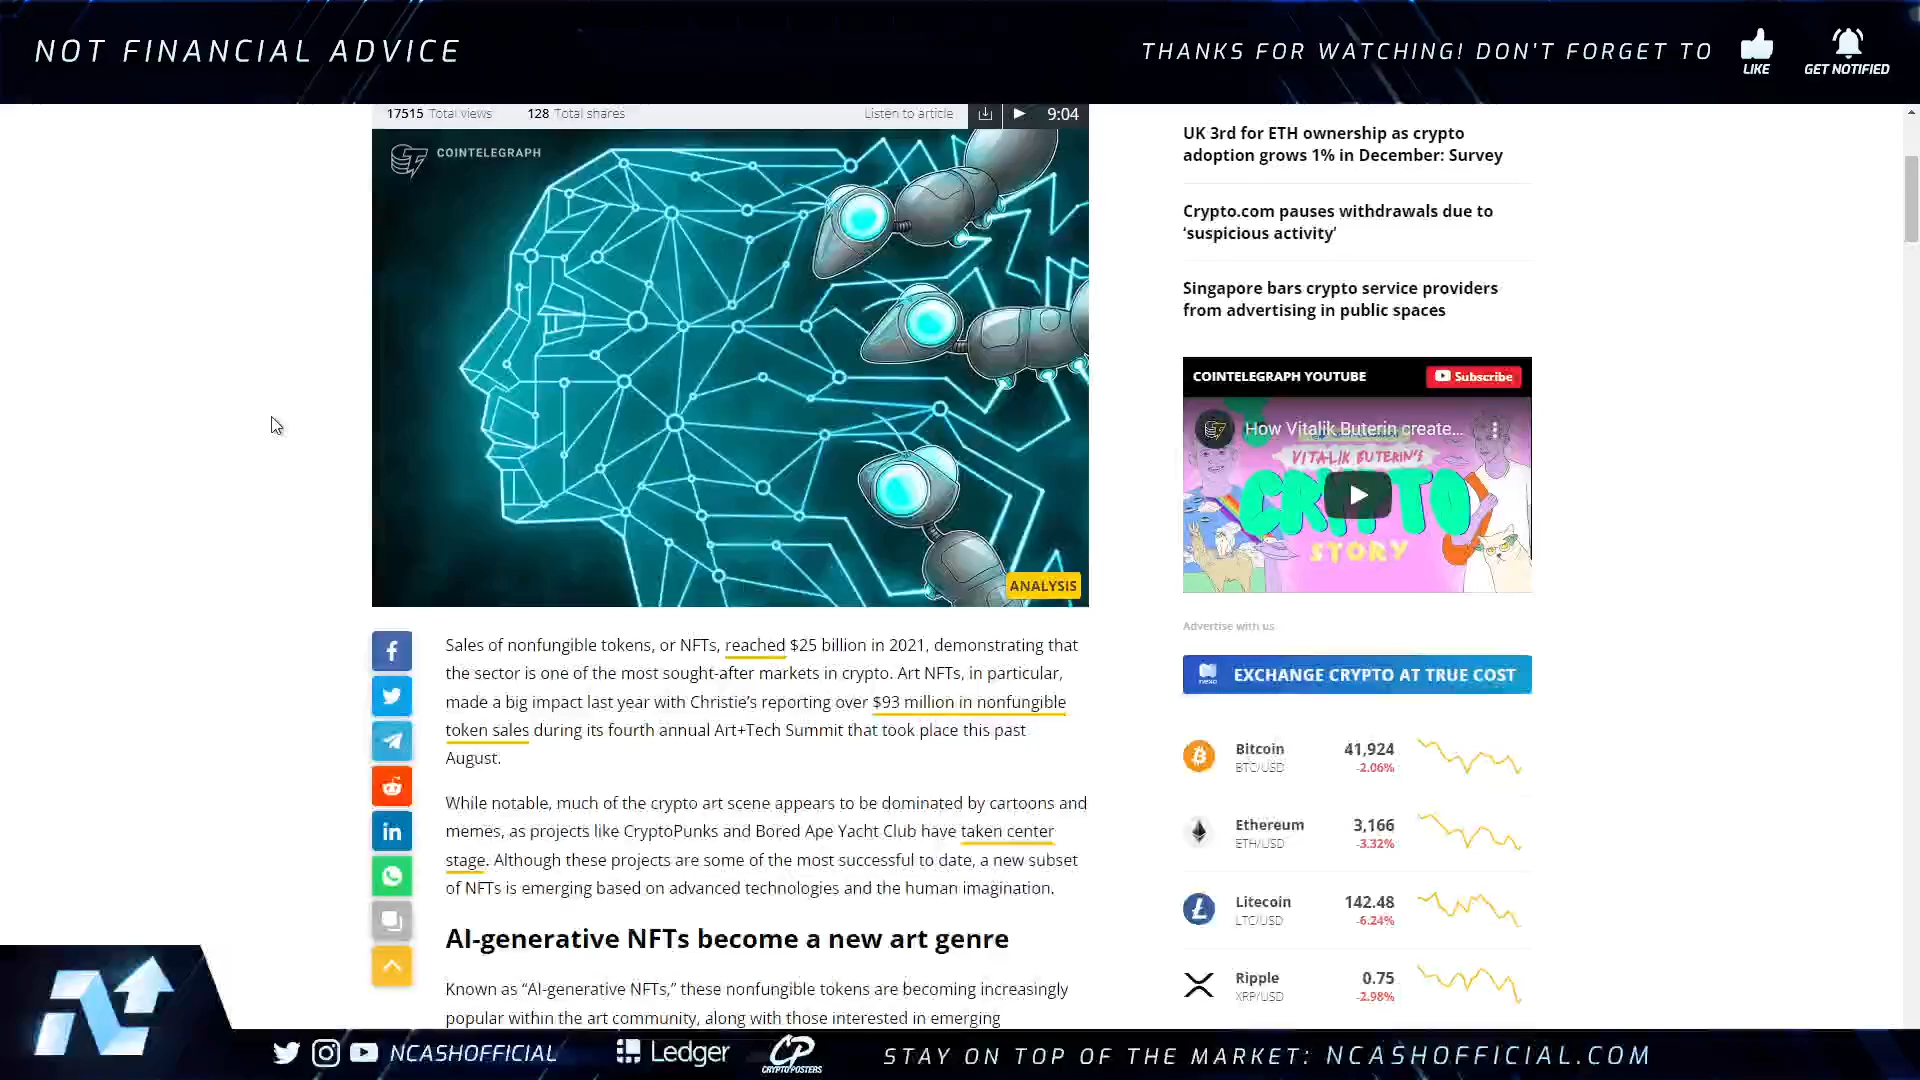 NOT FINANCIAL ADVICE
THANKS FOR WATCHING! DON'T FORGET TO
LIKE
GET NOTIFIED
17515 Total views
128 Total shares
Listen to article
9:04
COINTELEGRAPH
ANALYSIS
Sales of nonfungible tokens, or NFTs, reached $25 billion in 2021, demonstrating that
the sector is one of the most sought-after markets in crypto. Art NFTs, in particular,
made a big impact last year with Christie's reporting over $93 million in nonfungible
token sales during its fourth annual Art+Tech Summit that took place this past
August.
While notable, much of the crypto art scene appears to be dominated by cartoons and
memes, as projects like CryptoPunks and Bored Ape Yacht Club have taken center
stage. Although these projects are some of the most successful to date, a new subset
of NFTs is emerging based on advanced technologies and the human imagination.
AI-generative NFTs become a new art genre
Known as “AI-generative NFTs,” these nonfungible tokens are becoming increasingly
popular within the art community, along with those interested in emerging
UK 3rd for ETH ownership as crypto
adoption grows 1% in December: Survey
Crypto.com pauses withdrawals due to
‘suspicious activity’
Singapore bars crypto service providers
from advertising in public spaces
COINTELEGRAPH YOUTUBE
Subscribe
How Vitalik Buterin create...
VITALIK BUTERIN'S
CRYPTO
STORY
Advertise with us
nexo
EXCHANGE CRYPTO AT TRUE COST
Bitcoin 41,924
BTC/USD -2.06%
Ethereum 3,166
ETH/USD -3.32%
Litecoin 142.48
LTC/USD -6.24%
Ripple 0.75
XRP/USD -2.98%
NCASHOFFICIAL
Ledger
CP
CRYPTOPOSTERS
STAY ON TOP OF THE MARKET: NCASHOFFICIAL.COM